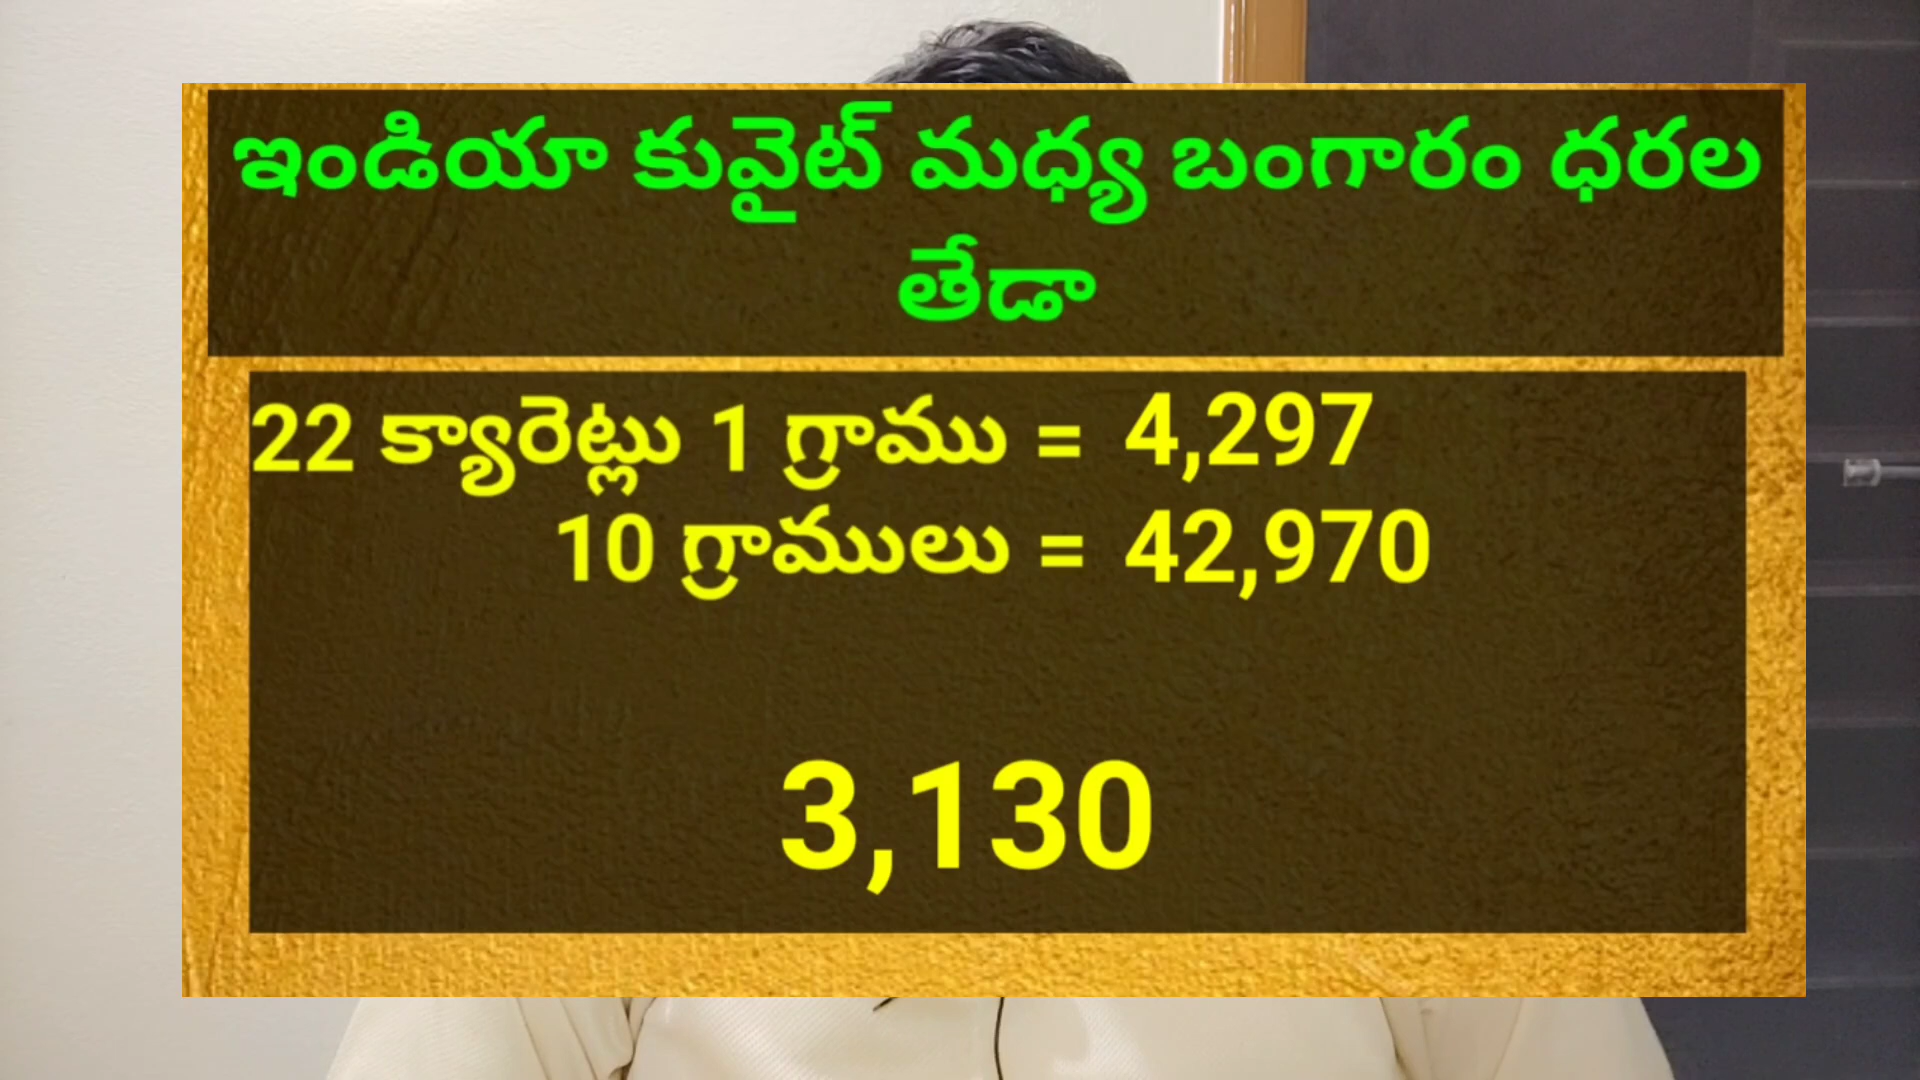 ఇండియా కువైట్ మధ్య బంగారం ధరల
తేడా
22 క్యారెట్లు 1 గ్రాము = 4,297
10 గ్రాములు = 42,970
3,130